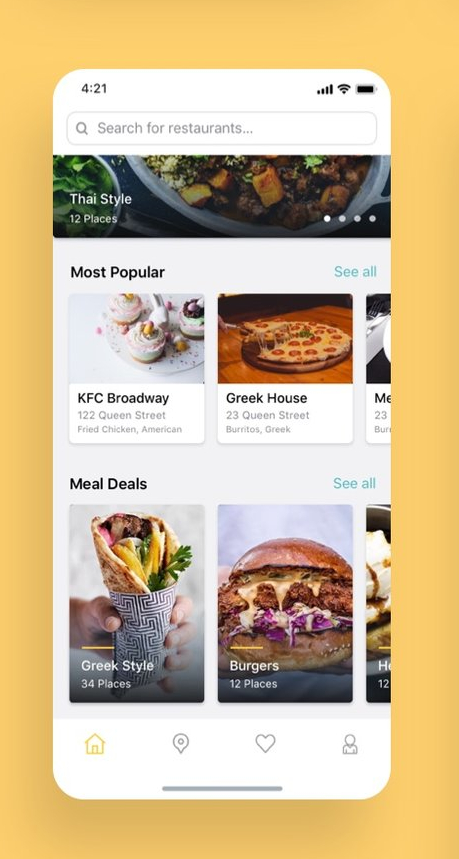 4:21
Search for restaurants...
Thai Style
12 Places
Most Popular
See all
KFC Broadway
122 Queen Street
Fried Chicken, American
Greek House
23 Queen Street
Burritos, Greek
Me
23
Burr
Meal Deals
See all
Greek Style
34 Places
Burgers
12 Places
He
12